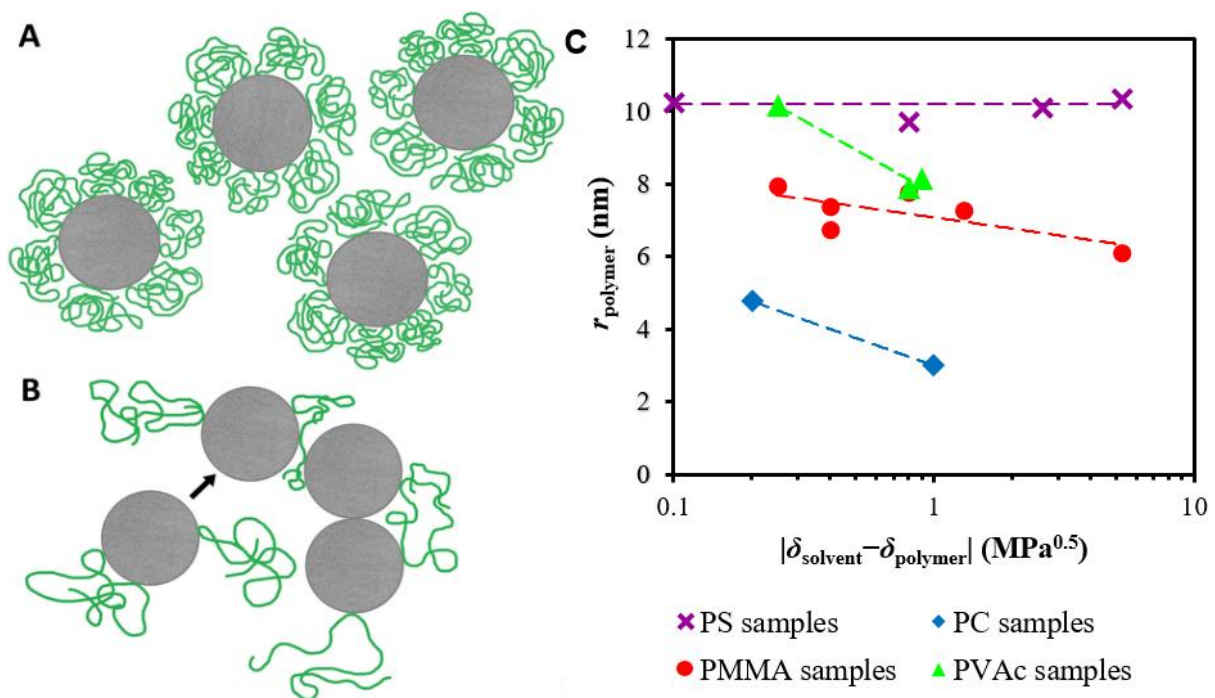 A
B
C
12
10
8
6
4
2
0
r_polymer (nm)
0.1 1 10
|δ_solvent−δ_polymer| (MPa^0.5)
PS samples PC samples
PMMA samples PVAc samples